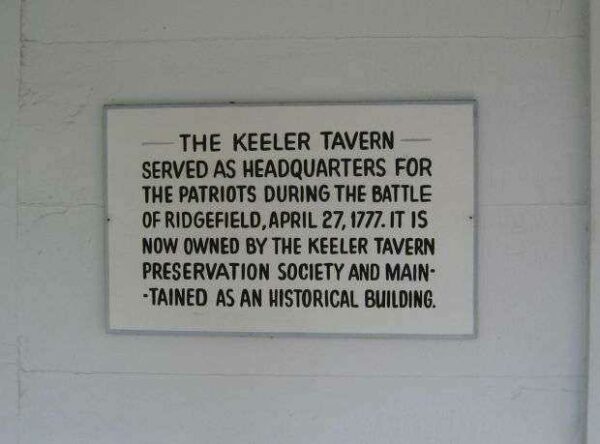 — THE KEELER TAVERN —
SERVED AS HEADQUARTERS FOR
THE PATRIOTS DURING THE BATTLE
OF RIDGEFIELD, APRIL 27, 1777. IT IS
NOW OWNED BY THE KEELER TAVERN
PRESERVATION SOCIETY AND MAIN-
-TAINED AS AN HISTORICAL BUILDING.